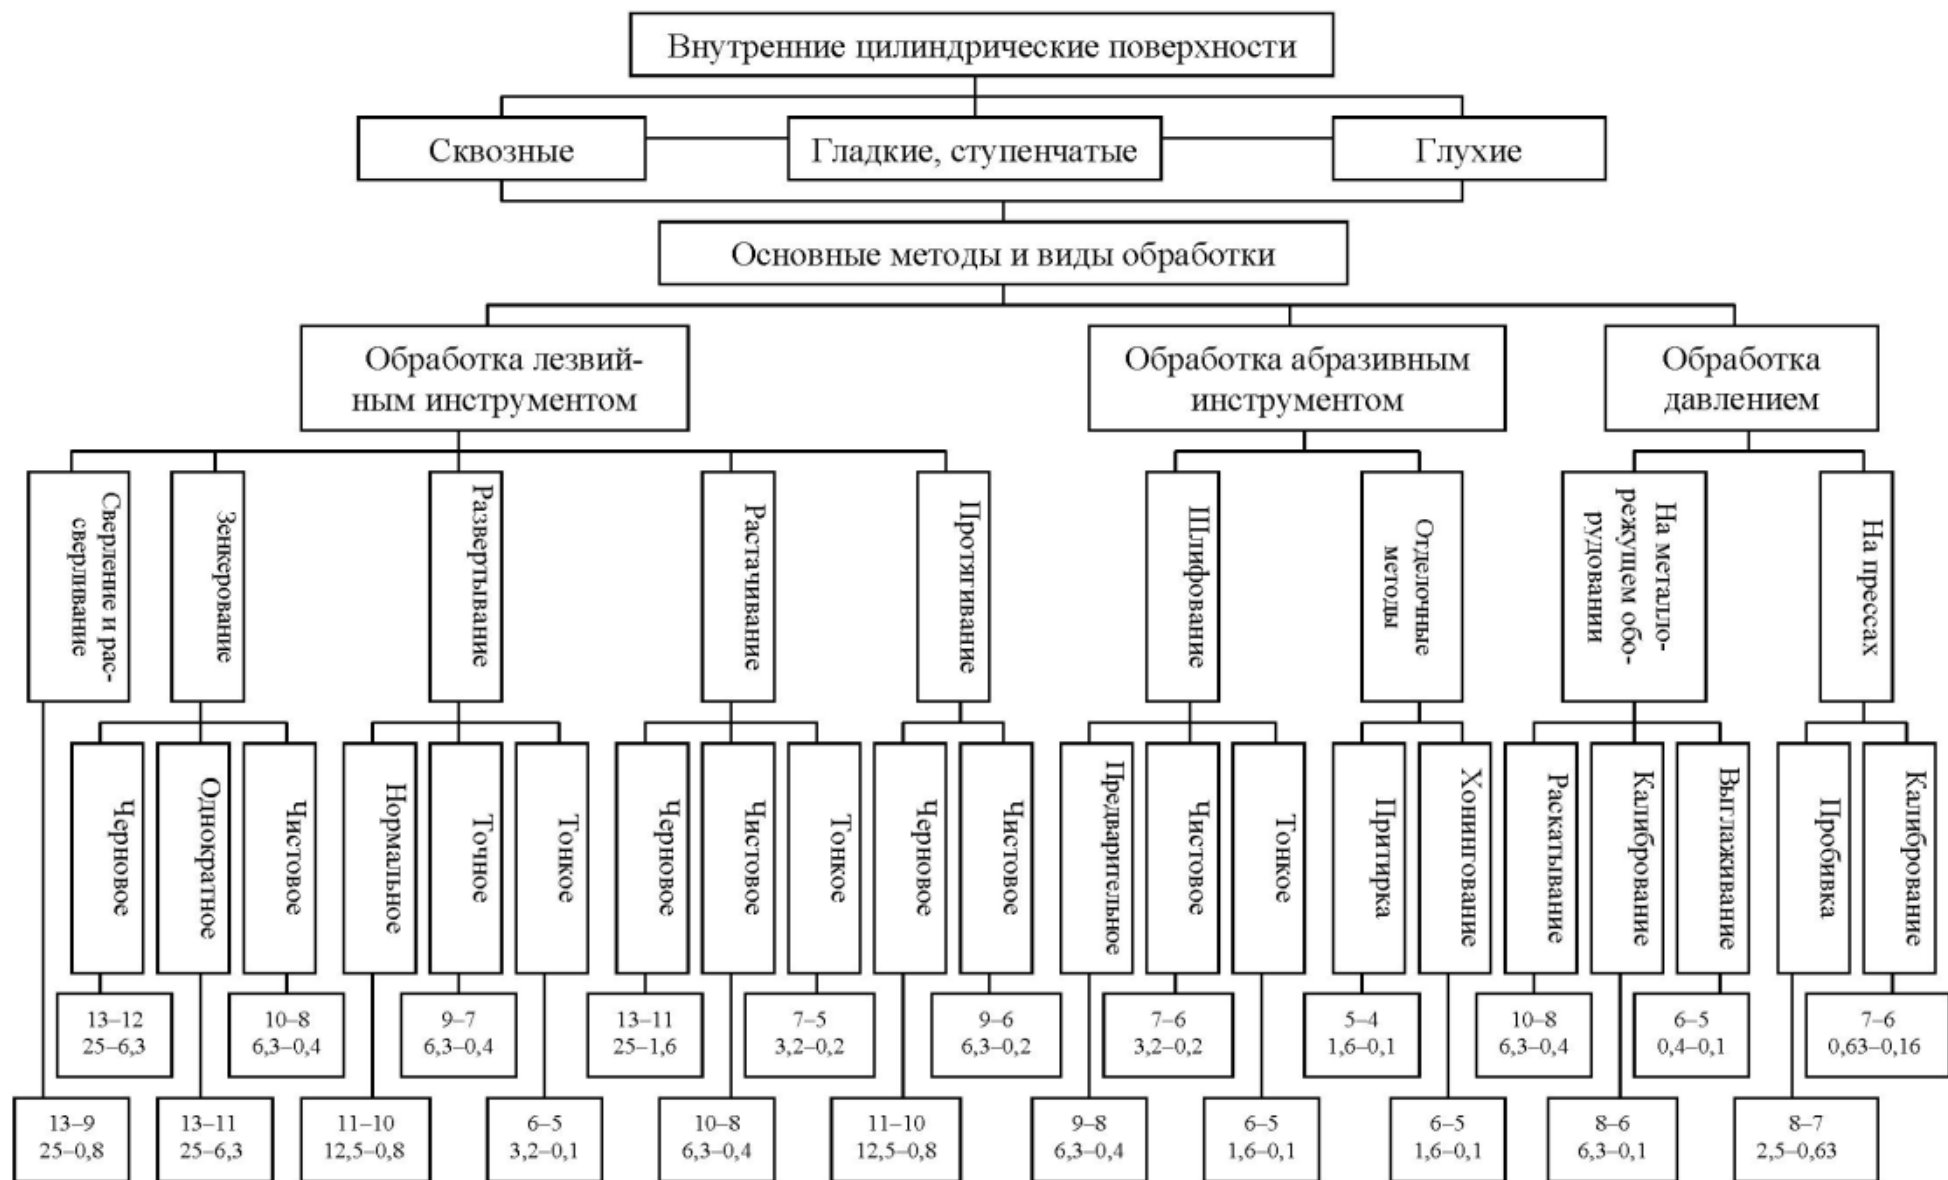 Внутренние цилиндрические поверхности
Сквозные
Гладкие, ступенчатые
Глухие
Основные методы и виды обработки
Обработка лезвий-
ным инструментом
Обработка абразивным
инструментом
Обработка
давлением
Сверление и рас-
сверливание
Зенкерование
Развертывание
Растачивание
Протягивание
Шлифование
Отделочные
методы
На металло-
режущем обо-
рудовании
На прессах
Черновое
Однократное
Чистовое
Нормальное
Точное
Тонкое
Черновое
Чистовое
Тонкое
Черновое
Чистовое
Предварительное
Чистовое
Тонкое
Притирка
Хонингование
Раскатывание
Калибрование
Выглаживание
Пробивка
Калибрование
13–12
25–6,3
10–8
6,3–0,4
9–7
6,3–0,4
13–11
25–1,6
7–5
3,2–0,2
9–6
6,3–0,2
7–6
3,2–0,2
5–4
1,6–0,1
10–8
6,3–0,4
6–5
0,4–0,1
7–6
0,63–0,16
13–9
25–0,8
13–11
25–6,3
11–10
12,5–0,8
6–5
3,2–0,1
10–8
6,3–0,4
11–10
12,5–0,8
9–8
6,3–0,4
6–5
1,6–0,1
6–5
1,6–0,1
8–6
6,3–0,1
8–7
2,5–0,63